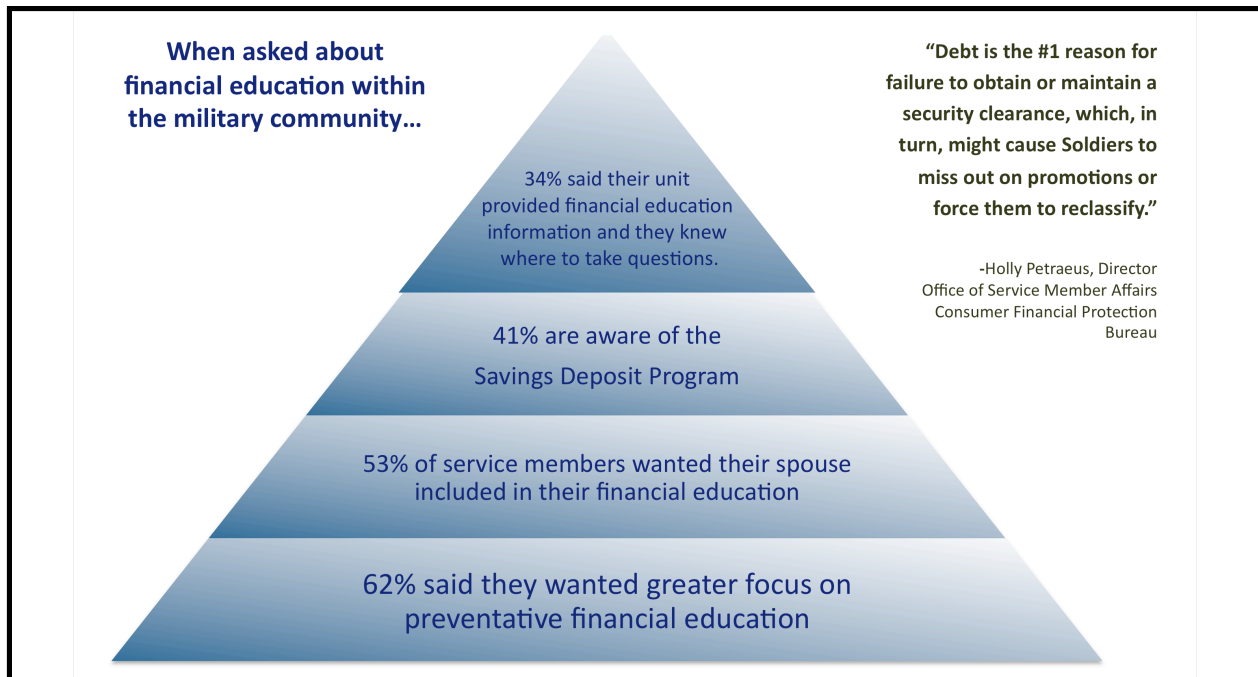 When asked about
financial education within
the military community…
34% said their unit
provided financial education
information and they knew
where to take questions.
41% are aware of the
Savings Deposit Program
53% of service members wanted their spouse
included in their financial education
62% said they wanted greater focus on
preventative financial education
“Debt is the #1 reason for
failure to obtain or maintain a
security clearance, which, in
turn, might cause Soldiers to
miss out on promotions or
force them to reclassify.”
-Holly Petraeus, Director
Office of Service Member Affairs
Consumer Financial Protection
Bureau